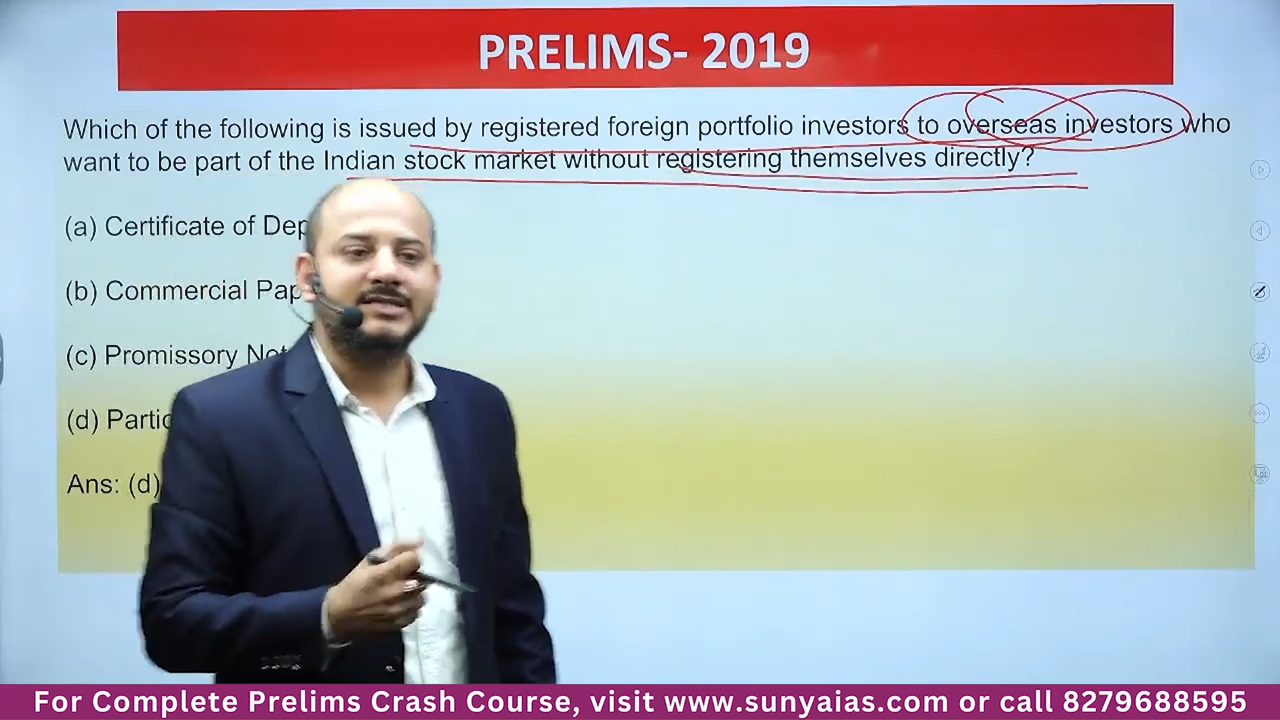 PRELIMS- 2019
Which of the following is issued by registered foreign portfolio investors to overseas investors who
want to be part of the Indian stock market without registering themselves directly?
(a) Certificate of Dep
(b) Commercial Pap
(c) Promissory Not
(d) Partic
Ans: (d)
For Complete Prelims Crash Course, visit www.sunyaias.com or call 8279688595